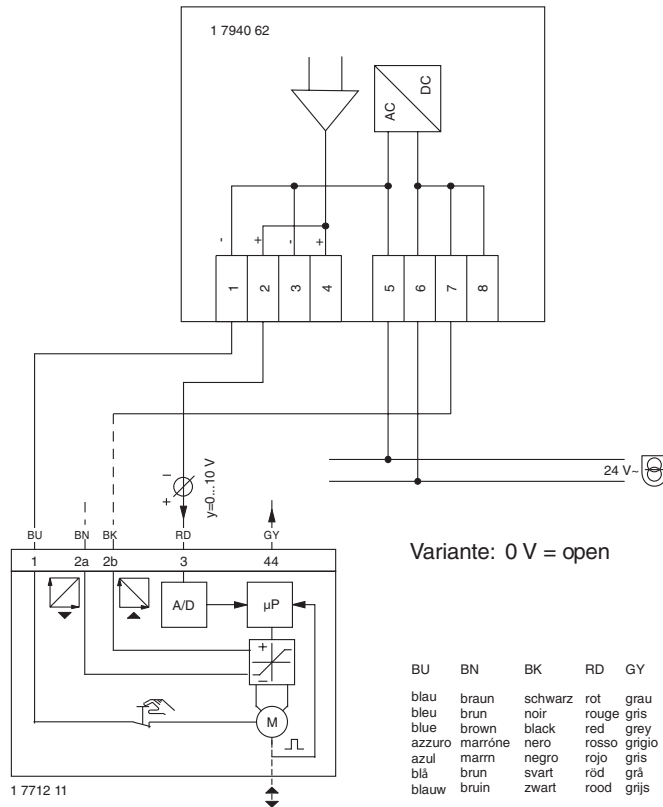 1 7940 62
AC
DC
- + - +
1 2 3 4 5 6 7 8
24 V~
+ –
y=0...10 V
BU BN BK RD GY
1 2a 2b 3 44
Variante: 0 V = open
A/D
µP
+
–
M
1 7712 11
BU BN BK RD GY
blau braun schwarz rot grau
bleu brun noir rouge gris
blue brown black red grey
azzuro marróne nero rosso grigio
azul marrn negro rojo gris
blå brun svart röd grå
blauw bruin zwart rood grijs